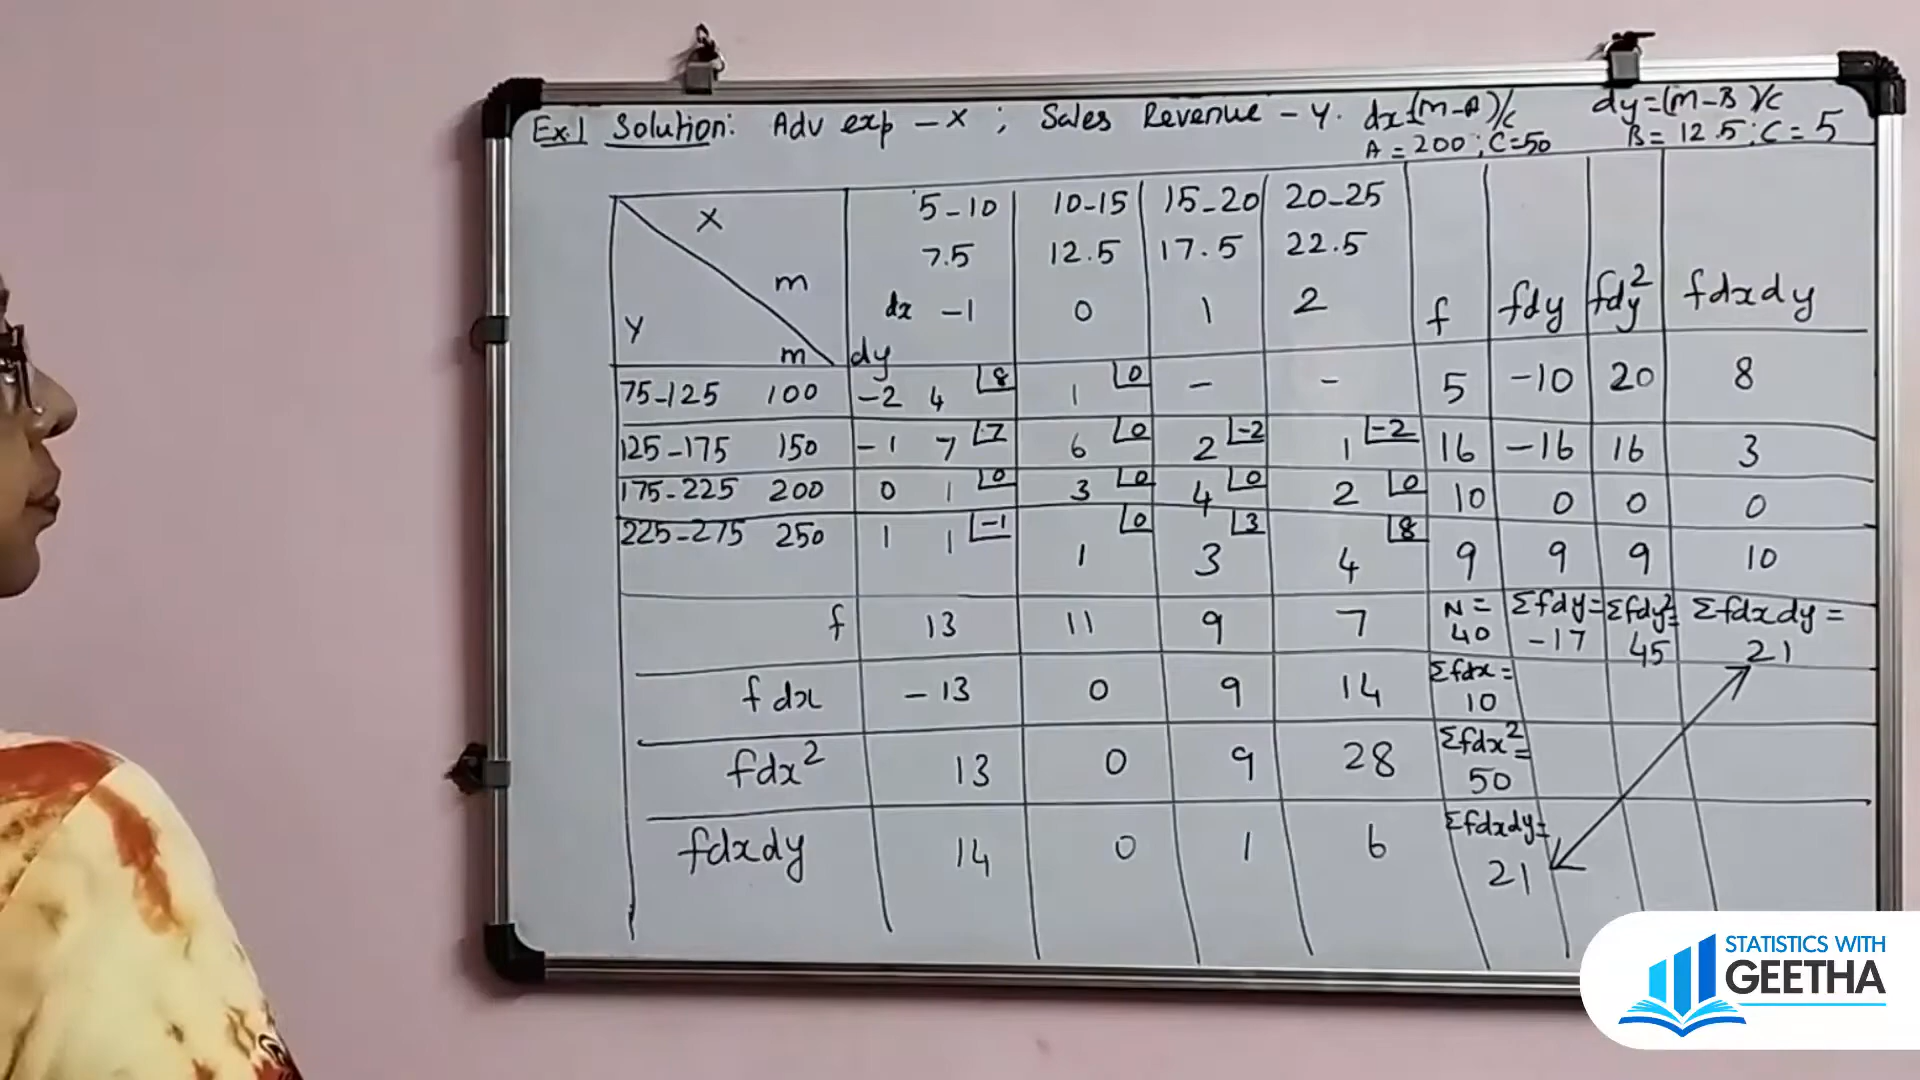 Ex.1 Solution: Adv exp – X ; Sales Revenue – Y. dx=(m-A)/c dy=(m-B)/c
A = 200 ; C=50 B = 12.5 ; C = 5
X 5-10 10-15 15-20 20-25
m 7.5 12.5 17.5 22.5
Y dx -1 0 1 2 f fdy fdy² fdxdy
m dy
75-125 100 -2 4 8 1 0 - - 5 -10 20 8
125-175 150 -1 7 7 6 0 2 -2 1 -2 16 -16 16 3
175-225 200 0 1 0 3 0 4 0 2 0 10 0 0 0
225-275 250 1 1 -1 1 0 3 3 4 8 9 9 9 10
f 13 11 9 7 N = 40 Σfdy = -17 Σfdy² = 45 Σfdxdy = 21
fdx -13 0 9 14 Σfdx = 10
fdx² 13 0 9 28 Σfdx² = 50
fdxdy 14 0 1 6 Σfdxdy = 21
STATISTICS WITH
GEETHA